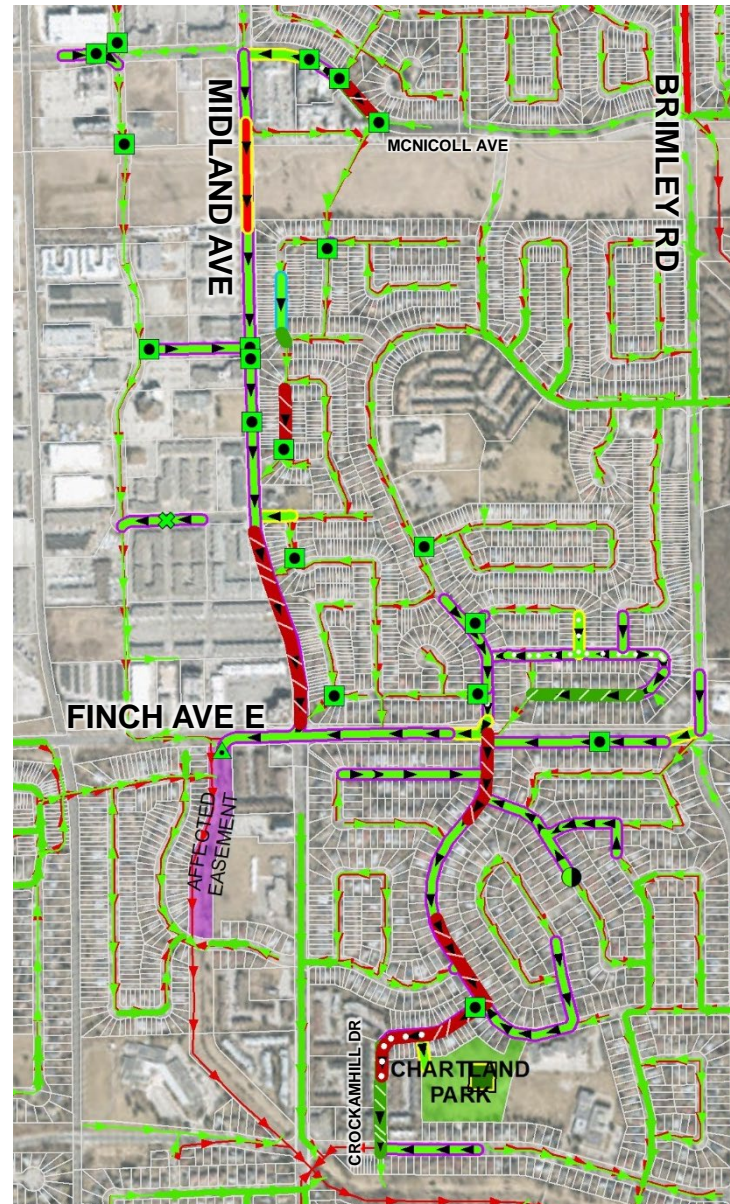 MCNICOLL AVE
MIDLAND AVE
BRIMLEY RD
FINCH AVE E
AFFECTED
EASEMENT
CROCKAMHILL DR
CHARTLAND
PARK